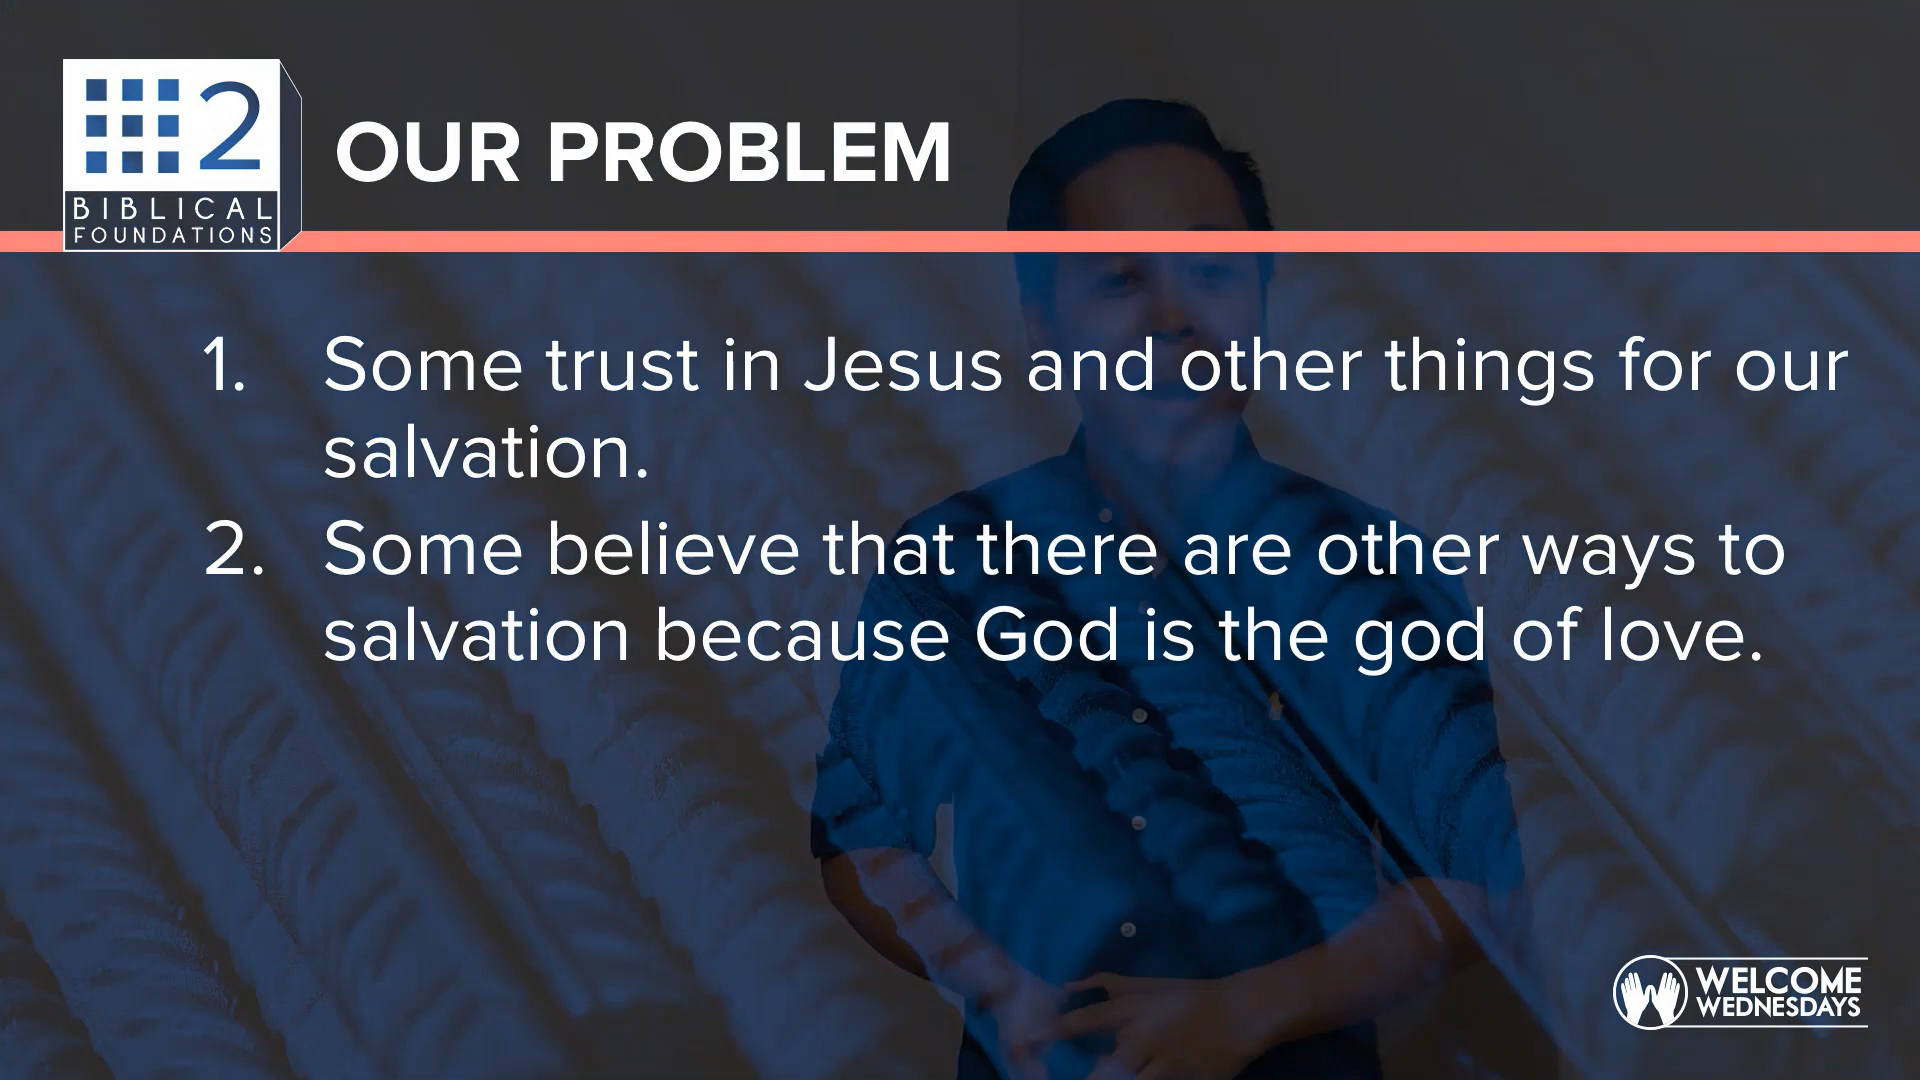 2
BIBLICAL
FOUNDATIONS
OUR PROBLEM
1. Some trust in Jesus and other things for our
salvation.
2. Some believe that there are other ways to
salvation because God is the god of love.
WELCOME
WEDNESDAYS